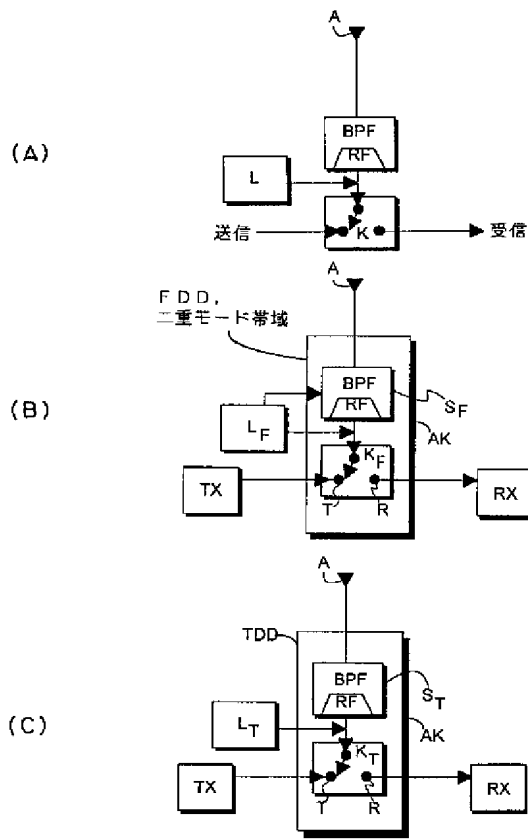 A
(A)
BPF
RF
L
送信
K
受信
A
FDD,
二重モード帯域
(B)
BPF
RF
SF
LF
AK
KF
TX
T
R
RX
A
TDD
(C)
BPF
RF
ST
LT
AK
KT
TX
T
R
RX